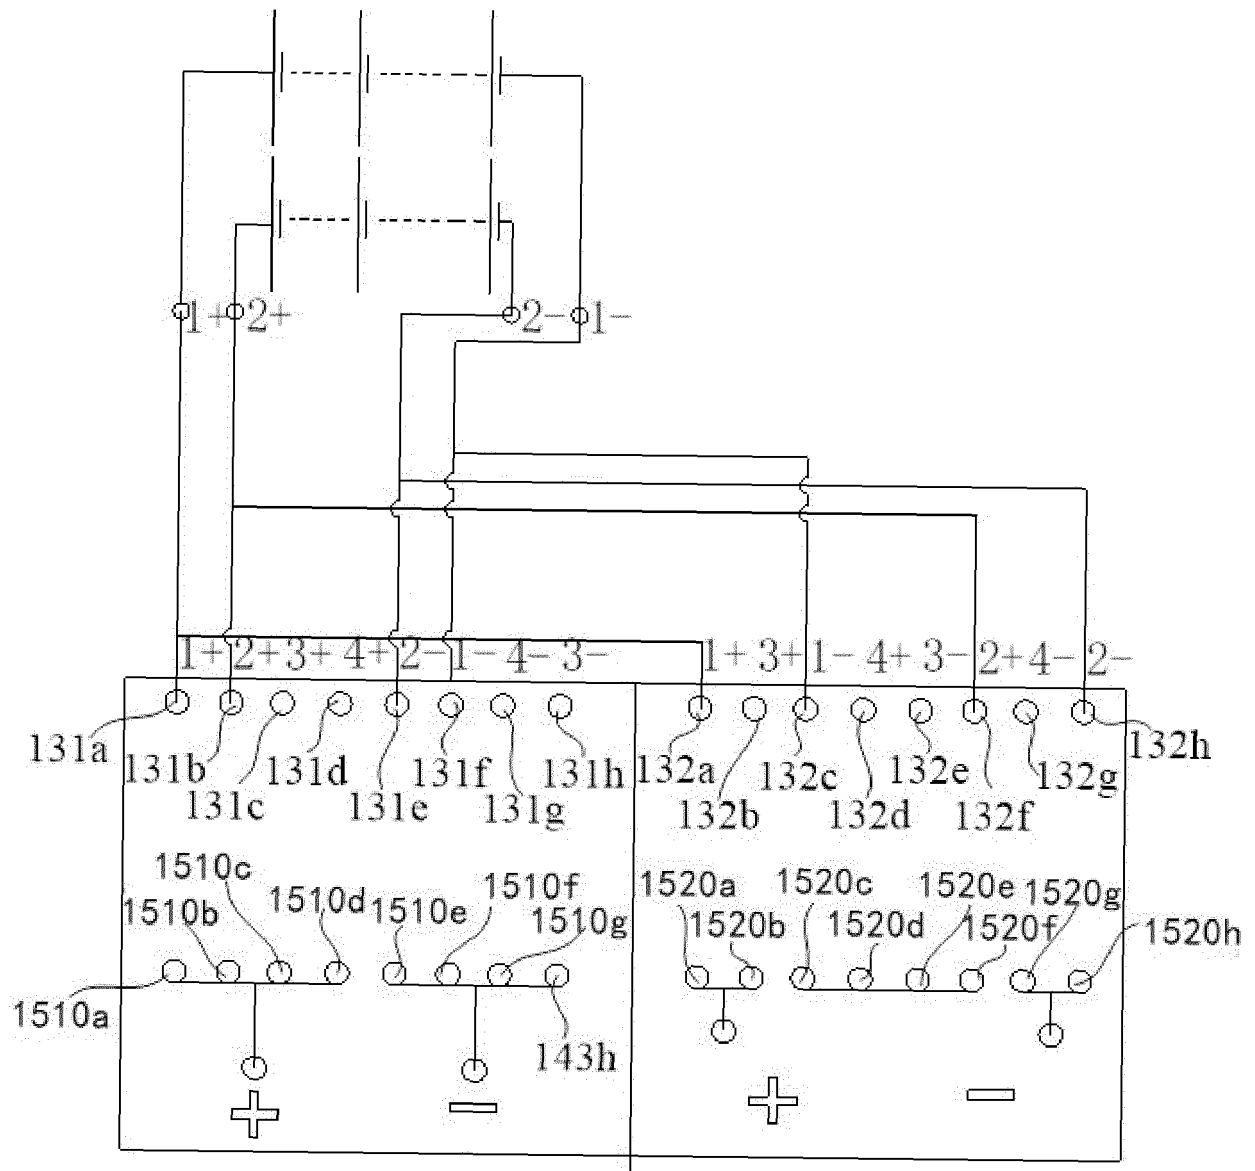 1+ 2+ 2- 1-
1+ 2+ 3+ 4+ 2- 1- 4- 3- 1+ 3+ 1- 4+ 3- 2+ 4- 2-
131a 131b 131c 131d 131e 131f 131g 131h 132a 132b 132c 132d 132e 132f 132g 132h
1510a 1510b 1510c 1510d 1510e 1510f 1510g 143h 1520a 1520b 1520c 1520d 1520e 1520f 1520g 1520h
+ - + -